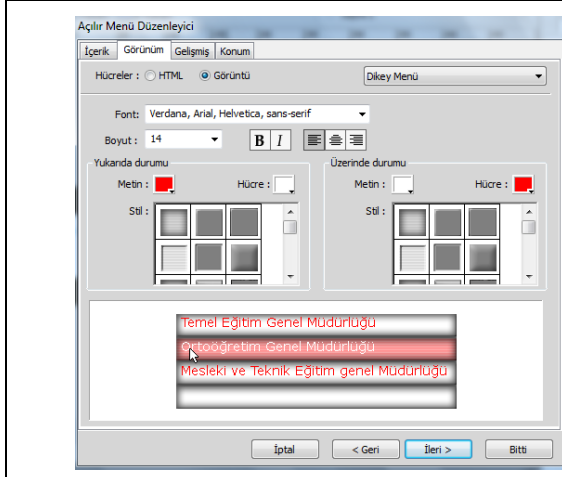 Açılır Menü Düzenleyici
İçerik Görünüm Gelişmiş Konum
Hücreler : HTML Görüntü Dikey Menü
Font: Verdana, Arial, Helvetica, sans-serif
Boyut : 14 B I
Yukarıda durumu Üzerinde durumu
Metin : Hücre : Metin : Hücre :
Stil : Stil :
Temel Eğitim Genel Müdürlüğü
Ortoöğretim Genel Müdürlüğü
Mesleki ve Teknik Eğitim genel Müdürlüğü
İptal < Geri İleri > Bitti